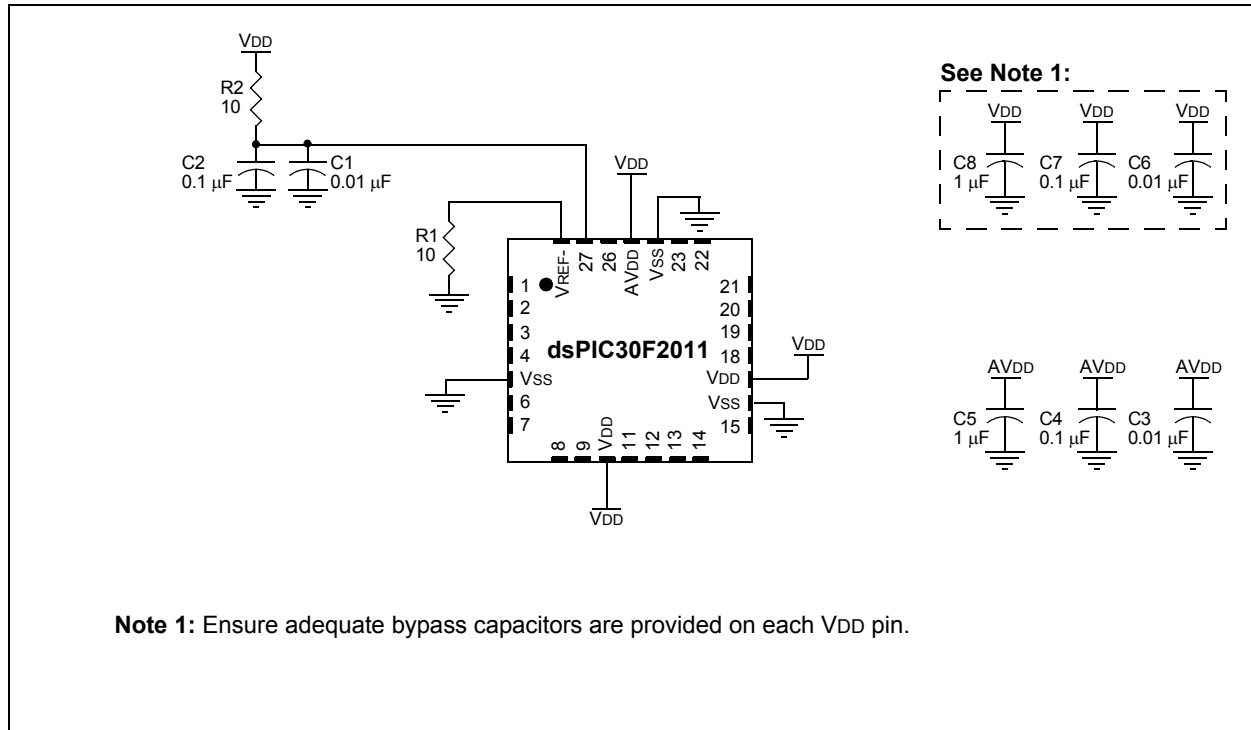 VDD
R2
10
C2
0.1 µF
C1
0.01 µF
R1
10
VDD
VREF-
27
26
AVDD
VSS
23
22
1
2
3
4
VSS
6
7
dsPIC30F2011
21
20
19
18
VDD
VSS
15
VDD
8
9
VDD
11
12
13
14
VDD
See Note 1:
VDD
VDD
VDD
C8
1 µF
C7
0.1 µF
C6
0.01 µF
AVDD
AVDD
AVDD
C5
1 µF
C4
0.1 µF
C3
0.01 µF
Note 1: Ensure adequate bypass capacitors are provided on each VDD pin.